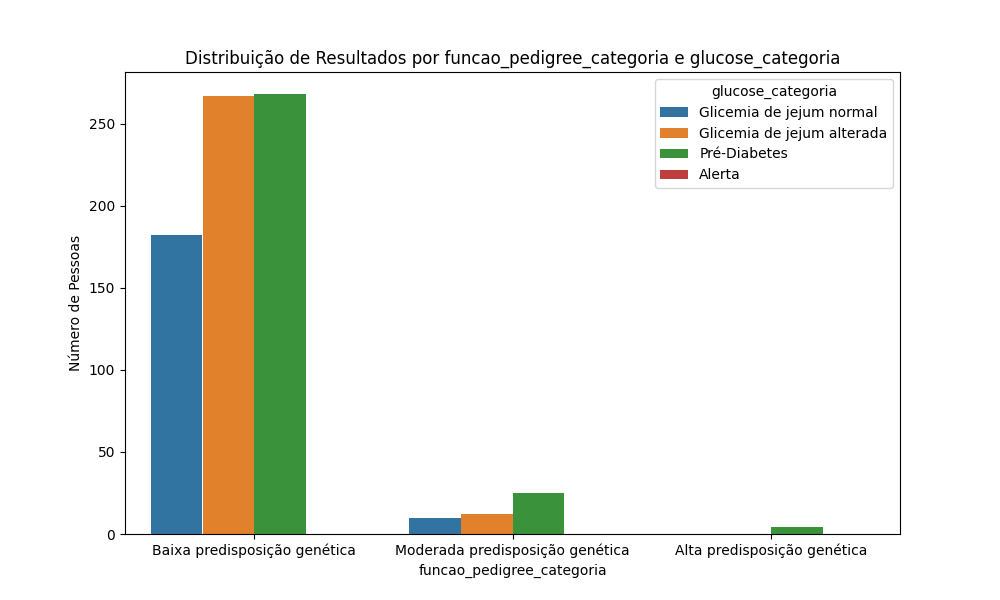 Distribuição de Resultados por funcao_pedigree_categoria e glucose_categoria
glucose_categoria
Glicemia de jejum normal
Glicemia de jejum alterada
Pré-Diabetes
Alerta
Número de Pessoas
250
200
150
100
50
0
Baixa predisposição genética
Moderada predisposição genética
Alta predisposição genética
funcao_pedigree_categoria